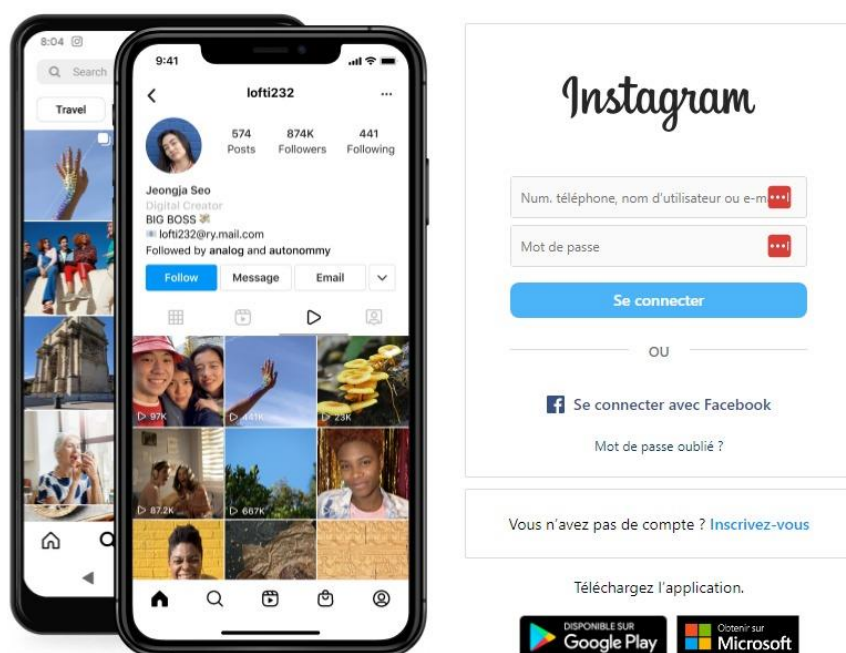 8:04
Search
Travel
9:41
lofti232
...
574
874K
441
Posts
Followers
Following
Jeongja Seo
Digital Creator
BIG BOSS
lofti232@ry.mail.com
Followed by analog and autonommy
Follow
Message
Email
97K
441K
23K
87.2K
667K
Instagram
Num. téléphone, nom d'utilisateur ou e-m
Mot de passe
Se connecter
OU
Se connecter avec Facebook
Mot de passe oublié ?
Vous n'avez pas de compte ? Inscrivez-vous
Téléchargez l'application.
DISPONIBLE SUR
Google Play
Obtenir sur
Microsoft